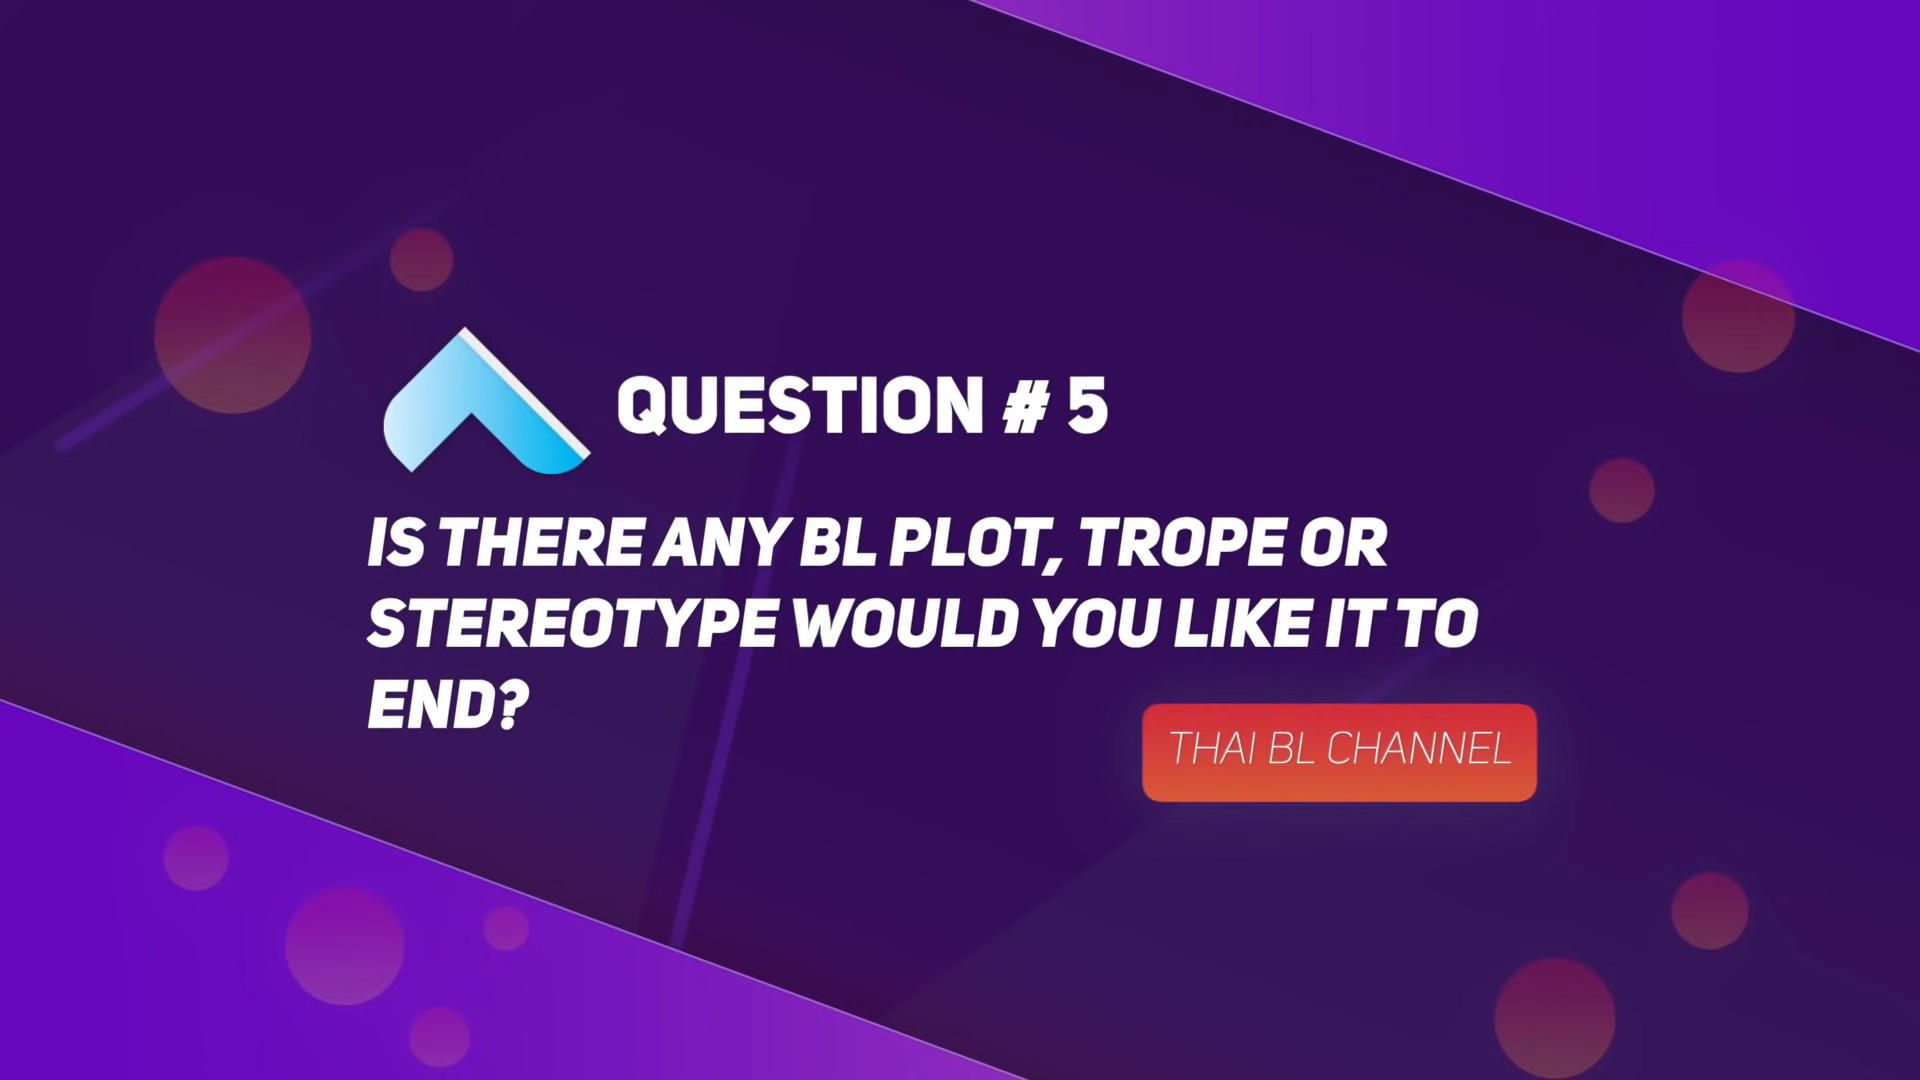 QUESTION # 5
IS THERE ANY BL PLOT, TROPE OR
STEREOTYPE WOULD YOU LIKE IT TO
END?
THAI BL CHANNEL